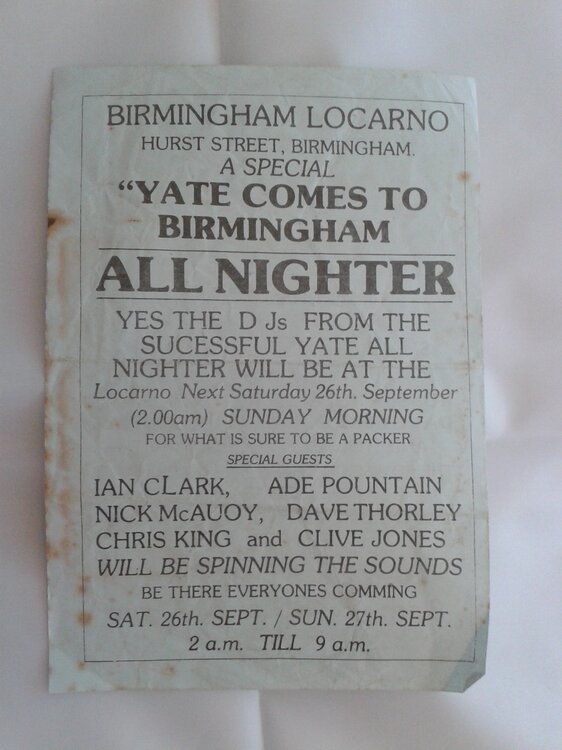 BIRMINGHAM LOCARNO
HURST STREET, BIRMINGHAM.
A SPECIAL
“YATE COMES TO
BIRMINGHAM
ALL NIGHTER
YES THE D Js FROM THE
SUCESSFUL YATE ALL
NIGHTER WILL BE AT THE
Locarno Next Saturday 26th. September
(2.00am) SUNDAY MORNING
FOR WHAT IS SURE TO BE A PACKER
SPECIAL GUESTS
IAN CLARK, ADE POUNTAIN
NICK McAUOY, DAVE THORLEY
CHRIS KING and CLIVE JONES
WILL BE SPINNING THE SOUNDS
BE THERE EVERYONES COMMING
SAT. 26th. SEPT. / SUN. 27th. SEPT.
2 a.m. TILL 9 a.m.